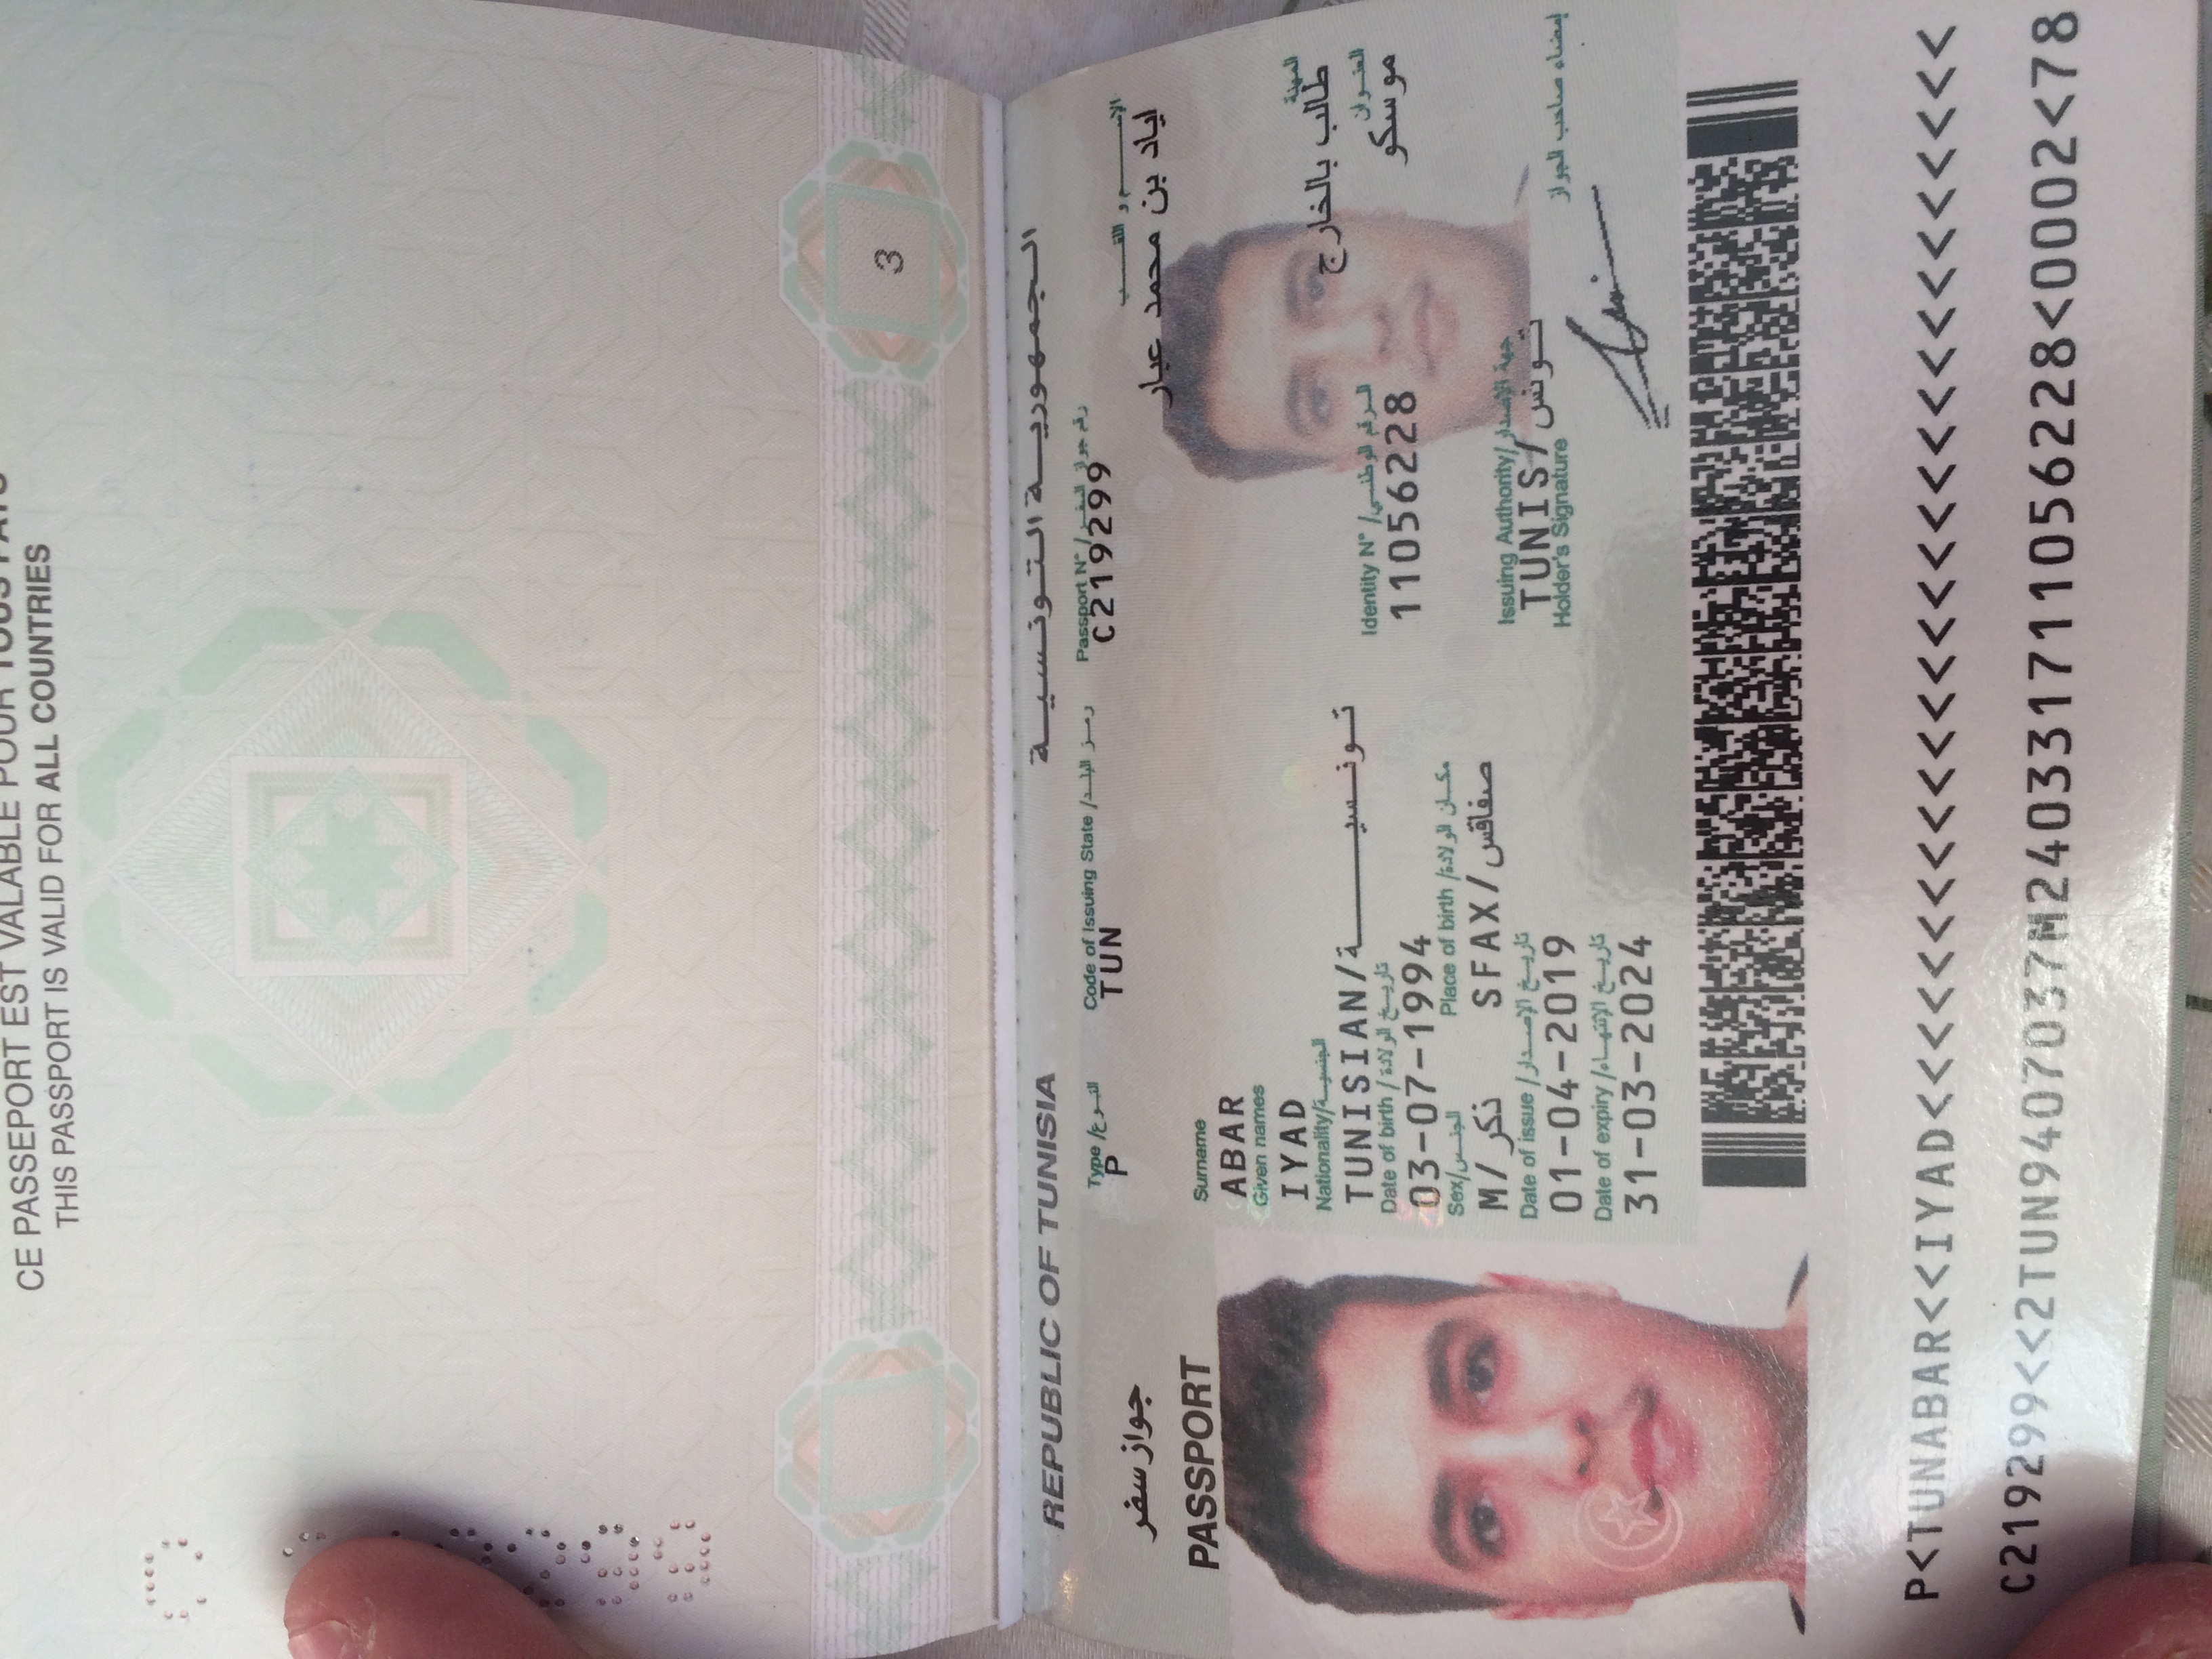 CE PASSEPORT EST VALABLE POUR TOUS PAYS
THIS PASSPORT IS VALID FOR ALL COUNTRIES
3
REPUBLIC OF TUNISIA الجمهورية التونسية
Type / النوع Code of Issuing State / رمز البلد Passport N° / رقم جواز السفر
P TUN C219299
جواز سفر
PASSPORT
الإسم و اللقب
اياد بن محمد عبار
Surname
ABAR
Given names
IYAD
المهنة
طالب بالخارج
Nationality/الجنسية
TUNISIAN/تونسية
العنوان
موسكو
Date of birth / تاريخ الولادة Identity N° / الرقم الوطني
03-07-1994 11056228
Sex/الجنس Place of birth / مكان الولادة
M/ذكر SFAX/صفاقس
Issuing Authority/جهة الإصدار
TUNIS/تونس
Date of issue / تاريخ الإصدار
01-04-2019
Holder's Signature إمضاء صاحب الجواز
Date of expiry / تاريخ الإنتهاء
31-03-2024
P<TUNABAR<<IYAD<<<<<<<<<<<<<<<<<<<<<<<<<<<<<
C219299<<2TUN9407037M240331711056228<0002<78